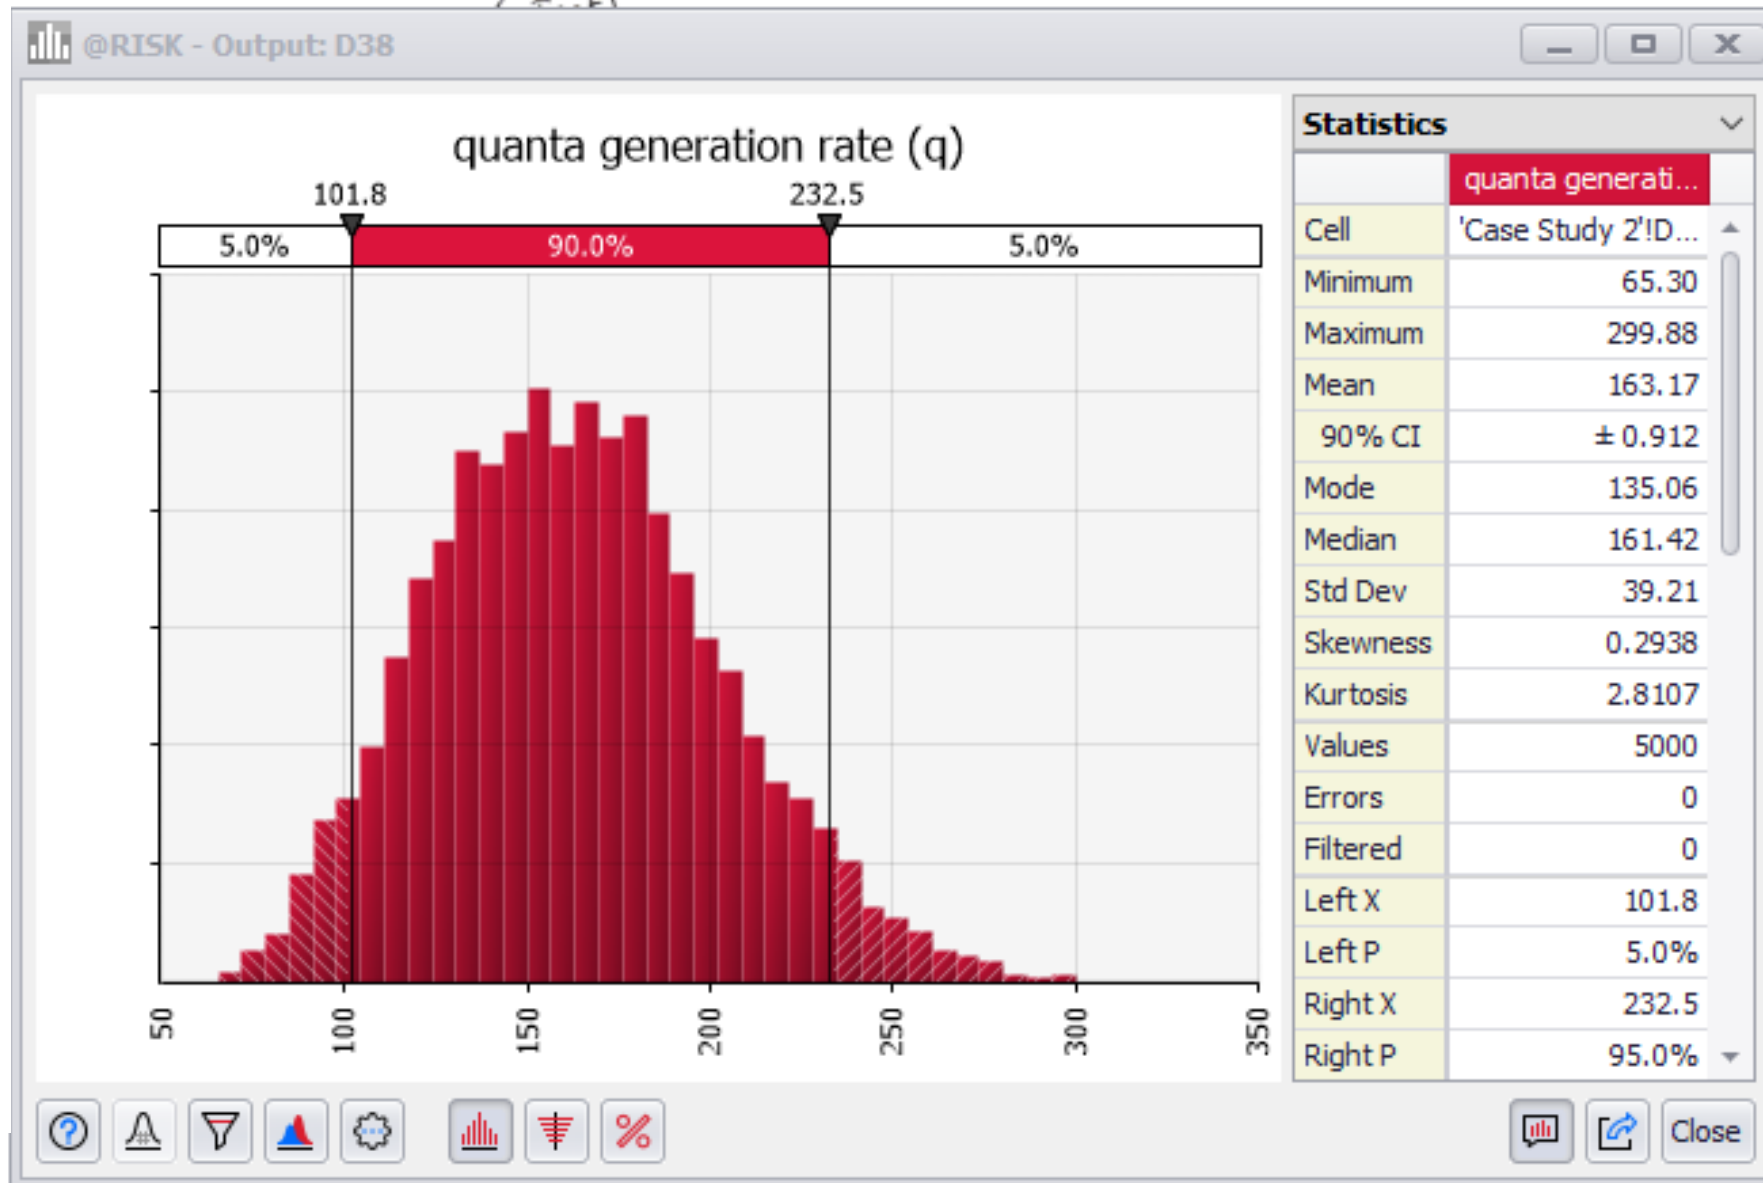 @RISK - Output: D38
quanta generation rate (q)
101.8 232.5
5.0% 90.0% 5.0%
50 100 150 200 250 300 350
Statistics
quanta generati...
Cell 'Case Study 2'!D...
Minimum 65.30
Maximum 299.88
Mean 163.17
90% CI ± 0.912
Mode 135.06
Median 161.42
Std Dev 39.21
Skewness 0.2938
Kurtosis 2.8107
Values 5000
Errors 0
Filtered 0
Left X 101.8
Left P 5.0%
Right X 232.5
Right P 95.0%
Close